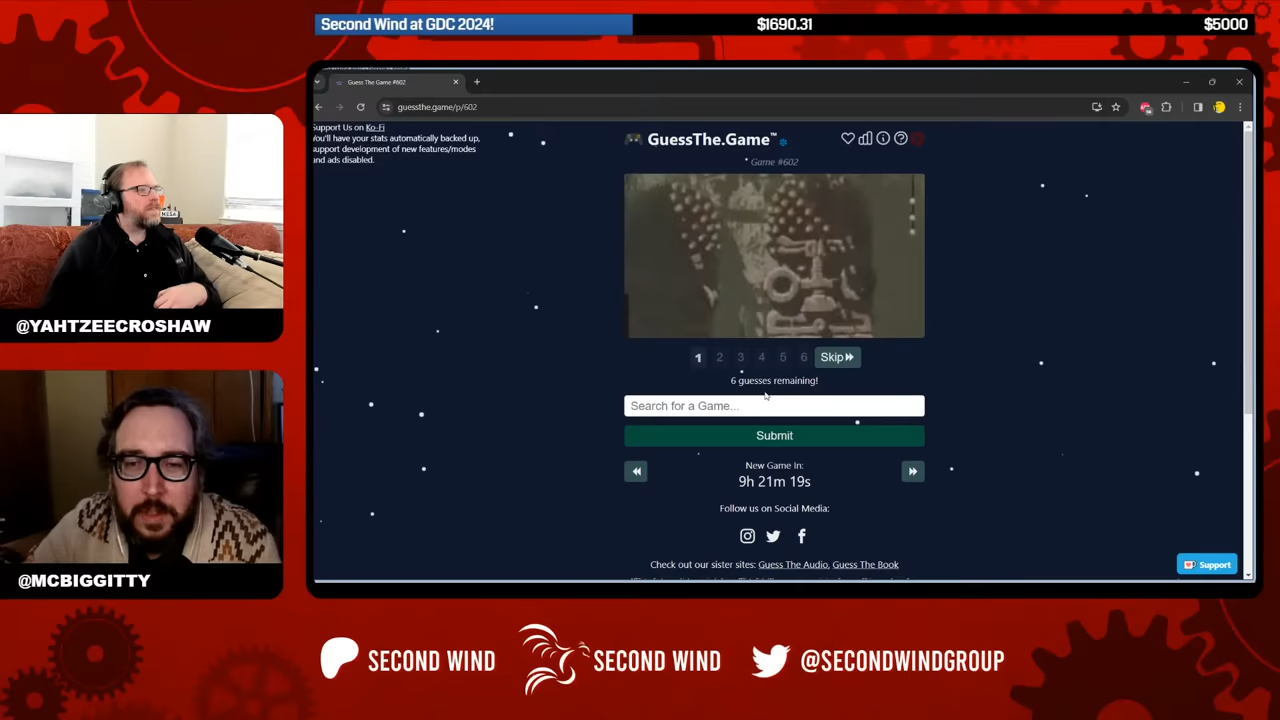 Second Wind at GDC 2024!
$1690.31
$5000
Guess The Game #602
guessthe.game/p/602
Support Us on Ko-Fi
You'll have your stats automatically backed up,
support development of new features/modes
and ads disabled.
GuessThe.Game™
Game #602
1 2 3 4 5 6 Skip
6 guesses remaining!
Search for a Game...
Submit
New Game In:
9h 21m 19s
Follow us on Social Media:
Check out our sister sites: Guess The Audio, Guess The Book
Support
@YAHTZEECROSHAW
@MCBIGGITTY
SECOND WIND
SECOND WIND
@SECONDWINDGROUP